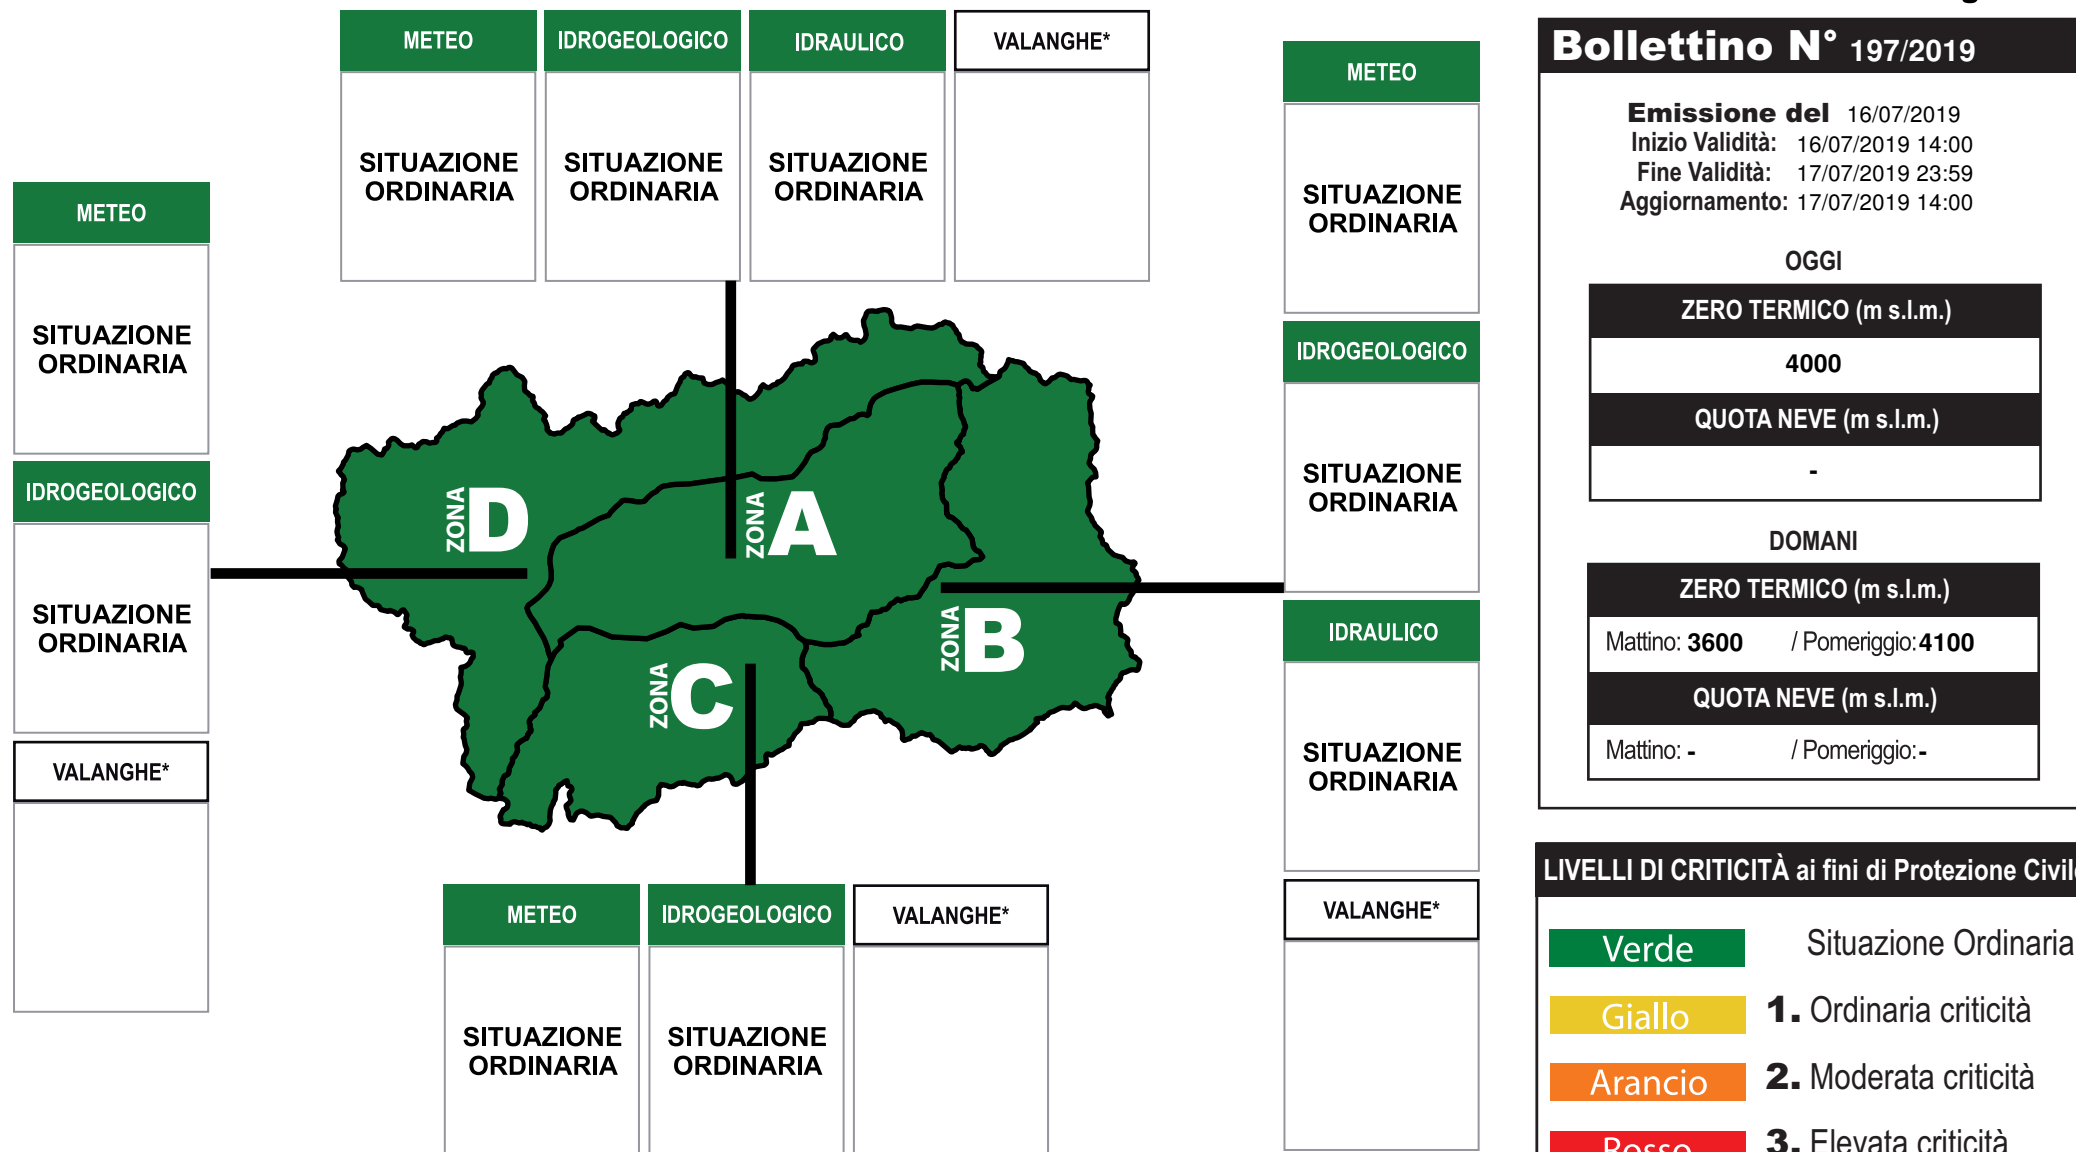 METEO
IDROGEOLOGICO
IDRAULICO
VALANGHE*
SITUAZIONE
ORDINARIA
SITUAZIONE
ORDINARIA
SITUAZIONE
ORDINARIA
METEO
SITUAZIONE
ORDINARIA
IDROGEOLOGICO
SITUAZIONE
ORDINARIA
VALANGHE*
ZONA D
ZONA A
ZONA B
ZONA C
METEO
SITUAZIONE
ORDINARIA
IDROGEOLOGICO
SITUAZIONE
ORDINARIA
IDRAULICO
SITUAZIONE
ORDINARIA
VALANGHE*
METEO
IDROGEOLOGICO
VALANGHE*
SITUAZIONE
ORDINARIA
SITUAZIONE
ORDINARIA
Bollettino N° 197/2019
Emissione del 16/07/2019
Inizio Validità: 16/07/2019 14:00
Fine Validità: 17/07/2019 23:59
Aggiornamento: 17/07/2019 14:00
OGGI
ZERO TERMICO (m s.l.m.)
4000
QUOTA NEVE (m s.l.m.)
-
DOMANI
ZERO TERMICO (m s.l.m.)
Mattino: 3600 / Pomeriggio: 4100
QUOTA NEVE (m s.l.m.)
Mattino: - / Pomeriggio: -
LIVELLI DI CRITICITÀ ai fini di Protezione Civile
Verde Situazione Ordinaria
Giallo 1. Ordinaria criticità
Arancio 2. Moderata criticità
Rosso 3. Elevata criticità